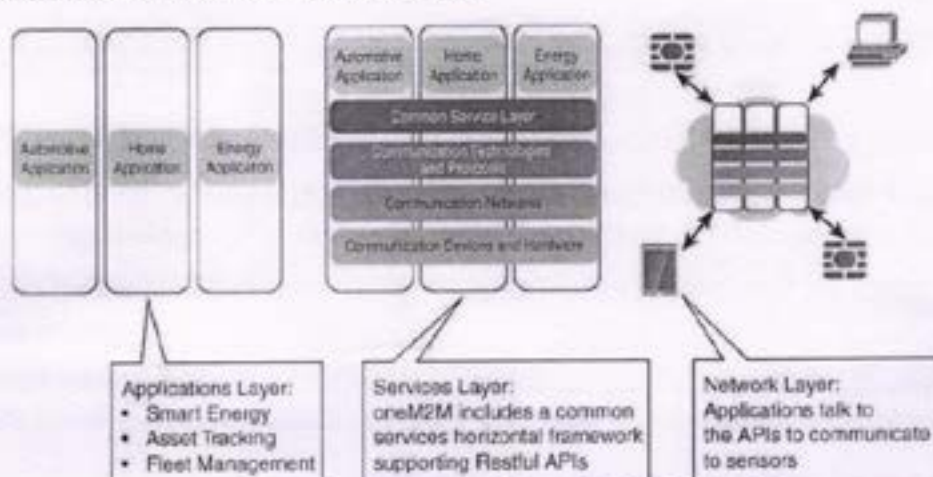 Automotive
Application
Home
Application
Energy
Application
Automotive
Application
Home
Application
Energy
Application
Common Service Layer
Communication Technologies
and Protocols
Communication Networks
Communication Devices and Hardware
Applications Layer:
• Smart Energy
• Asset Tracking
• Fleet Management
Services Layer:
oneM2M includes a common
services horizontal framework
supporting Restful APIs
Network Layer:
Applications talk to
the APIs to communicate
to sensors